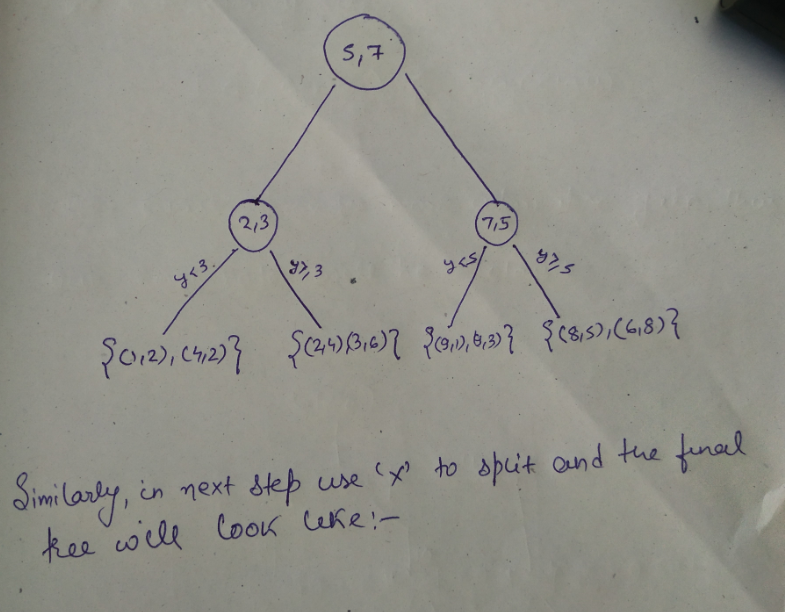 5,7
2,3
7,5
y<3
y≥3
y<5
y≥5
{(1,2), (4,2)}
{(2,4)(3,6)}
{(9,1), (8,3)}
{(8,5), (6,8)}
Similarly, in next step use 'x' to split and the final
tree will look like:-